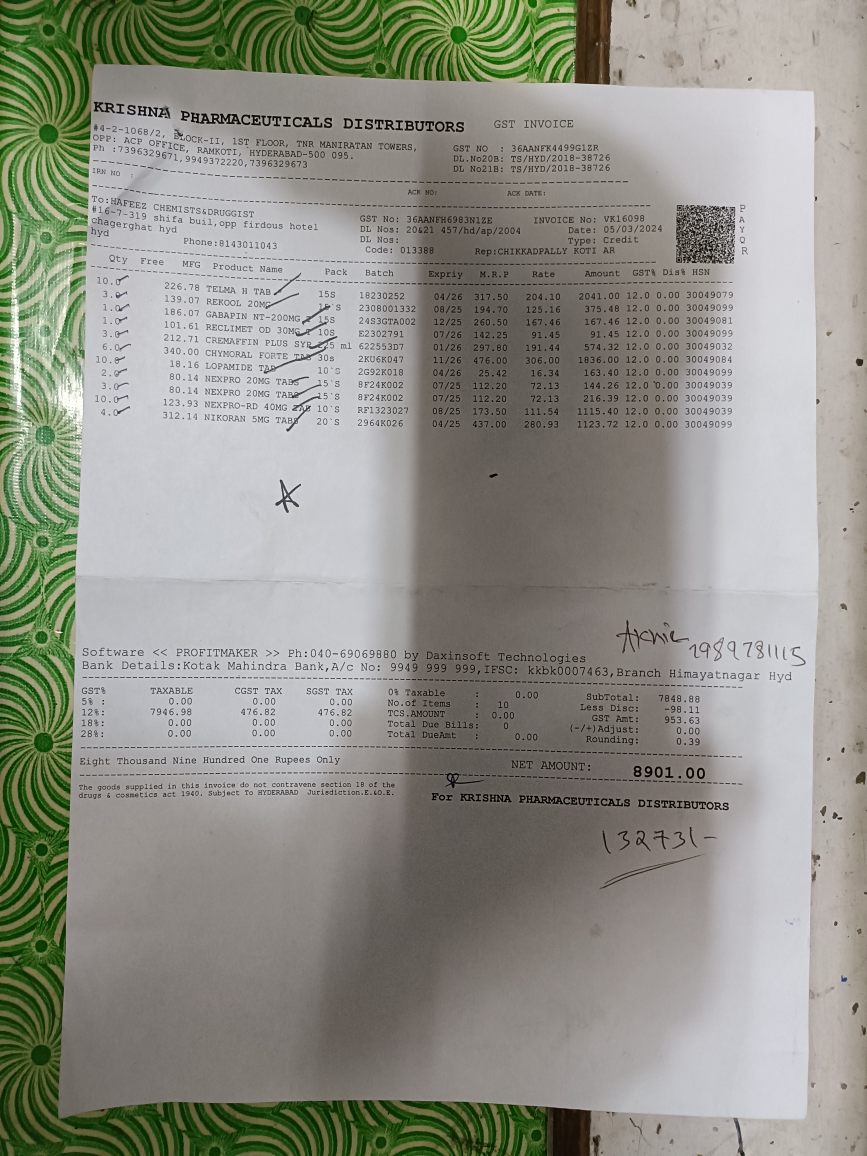 KRISHNA PHARMACEUTICALS DISTRIBUTORS GST INVOICE
#4-2-1068/2, BLOCK-II, 1ST FLOOR, TNR MANIRATAN TOWERS,
OPP: ACP OFFICE, RAMKOTI, HYDERABAD-500 095.
Ph :7396329671,9949372220,7396329673
GST NO : 36AANFK4499G1ZR
DL.No20B: TS/HYD/2018-38726
DL No21B: TS/HYD/2018-38726
IRN NO : ACK NO: ACK DATE:
To:HAFEEZ CHEMISTS&DRUGGIST
#16-7-319 shifa buil,opp firdous hotel
chagerghat hyd
hyd
Phone:8143011043
GST No: 36AANFH6983N1ZE
DL Nos: 20&21 457/hd/ap/2004
DL Nos:
Code: 013388
INVOICE No: VK16098
Date: 05/03/2024
Type: Credit
Rep:CHIKKADPALLY KOTI AR
P
A
Y
Q
R
Qty Free MFG Product Name Pack Batch Expriy M.R.P Rate Amount GST% Dis% HSN
10.0 226.78 TELMA H TAB 15S 18230252 04/26 317.50 204.10 2041.00 12.0 0.00 30049079
3.0 139.07 REKOOL 20MG 15'S 2308001332 08/25 194.70 125.16 375.48 12.0 0.00 30049099
1.0 186.07 GABAPIN NT-200MG 15S 24S3GTA002 12/25 260.50 167.46 167.46 12.0 0.00 30049081
1.0 101.61 RECLIMET OD 30MG 10S E2302791 07/26 142.25 91.45 91.45 12.0 0.00 30049099
3.0 212.71 CREMAFFIN PLUS SYP 225 ml 622553D7 01/26 297.80 191.44 574.32 12.0 0.00 30049032
6.0 340.00 CHYMORAL FORTE TAB 30s 2KU6K047 11/26 476.00 306.00 1836.00 12.0 0.00 30049084
10.0 18.16 LOPAMIDE TAB 10'S 2G92K018 04/26 25.42 16.34 163.40 12.0 0.00 30049099
2.0 80.14 NEXPRO 20MG TABS 15'S 8F24K002 07/25 112.20 72.13 144.26 12.0 0.00 30049039
3.0 80.14 NEXPRO 20MG TABS 15'S 8F24K002 07/25 112.20 72.13 216.39 12.0 0.00 30049039
10.0 123.93 NEXPRO-RD 40MG TAB 10'S RF1323027 08/25 173.50 111.54 1115.40 12.0 0.00 30049039
4.0 312.14 NIKORAN 5MG TABS 20'S 2964K026 04/25 437.00 280.93 1123.72 12.0 0.00 30049099
Software << PROFITMAKER >> Ph:040-69069880 by Daxinsoft Technologies
Bank Details:Kotak Mahindra Bank,A/c No: 9949 999 999,IFSC: kkbk0007463,Branch Himayatnagar Hyd
GST% TAXABLE CGST TAX SGST TAX
5% : 0.00 0.00 0.00
12%: 7946.98 476.82 476.82
18%: 0.00 0.00 0.00
28%: 0.00 0.00 0.00
0% Taxable : 0.00
No.of Items : 10
TCS.AMOUNT : 0.00
Total Due Bills: 0
Total DueAmt : 0.00
SubTotal: 7848.88
Less Disc: -98.11
GST Amt: 953.63
(-/+)Adjust: 0.00
Rounding: 0.39
Eight Thousand Nine Hundred One Rupees Only
NET AMOUNT: 8901.00
The goods supplied in this invoice do not contravene section 18 of the
drugs & cosmetics act 1940. Subject To HYDERABAD Jurisdiction.E.&O.E.
For KRISHNA PHARMACEUTICALS DISTRIBUTORS